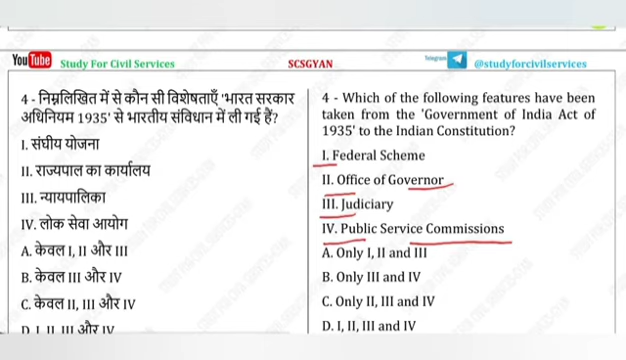 YouTube Study For Civil Services SCSGYAN Telegram @studyforcivilservices
4 - निम्नलिखित में से कौन सी विशेषताएँ 'भारत सरकार
अधिनियम 1935' से भारतीय संविधान में ली गई हैं?
I. संघीय योजना
II. राज्यपाल का कार्यालय
III. न्यायपालिका
IV. लोक सेवा आयोग
A. केवल I, II और III
B. केवल III और IV
C. केवल II, III और IV
D. I, II, III और IV
4 - Which of the following features have been
taken from the 'Government of India Act of
1935' to the Indian Constitution?
I. Federal Scheme
II. Office of Governor
III. Judiciary
IV. Public Service Commissions
A. Only I, II and III
B. Only III and IV
C. Only II, III and IV
D. I, II, III and IV